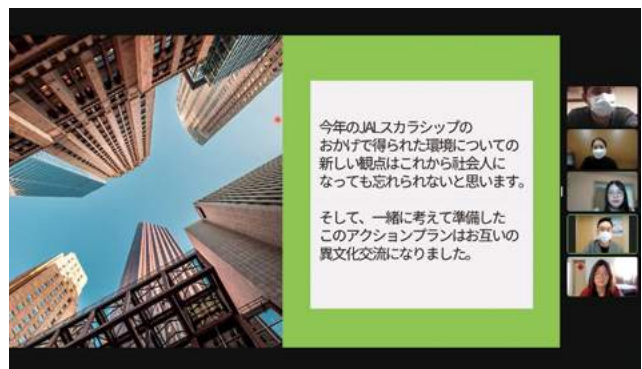 今年のJALスカラシップの
おかげで得られた環境についての
新しい観点はこれから社会人に
なっても忘れられないと思います。
そして、一緒に考えて準備した
このアクションプランはお互いの
異文化交流になりました。